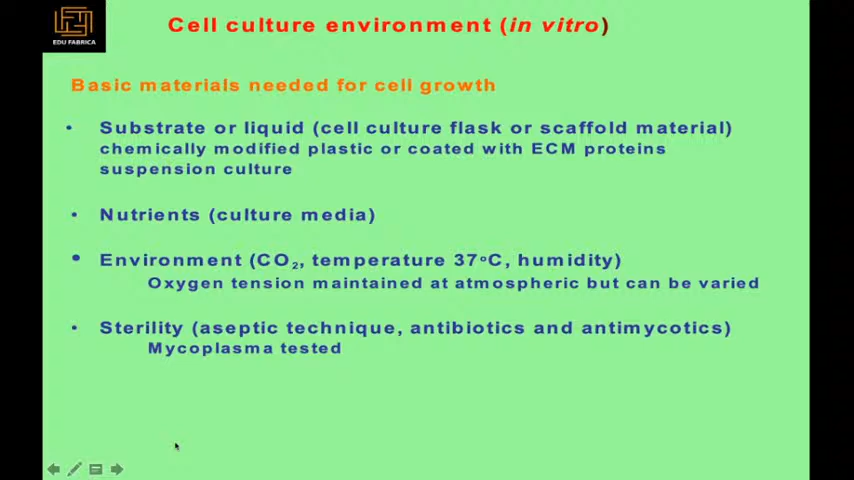 EDU FABRICA
Cell culture environment (in vitro)
Basic materials needed for cell growth
• Substrate or liquid (cell culture flask or scaffold material)
chemically modified plastic or coated with ECM proteins
suspension culture
• Nutrients (culture media)
• Environment (CO₂, temperature 37ºC, humidity)
Oxygen tension maintained at atmospheric but can be varied
• Sterility (aseptic technique, antibiotics and antimycotics)
Mycoplasma tested